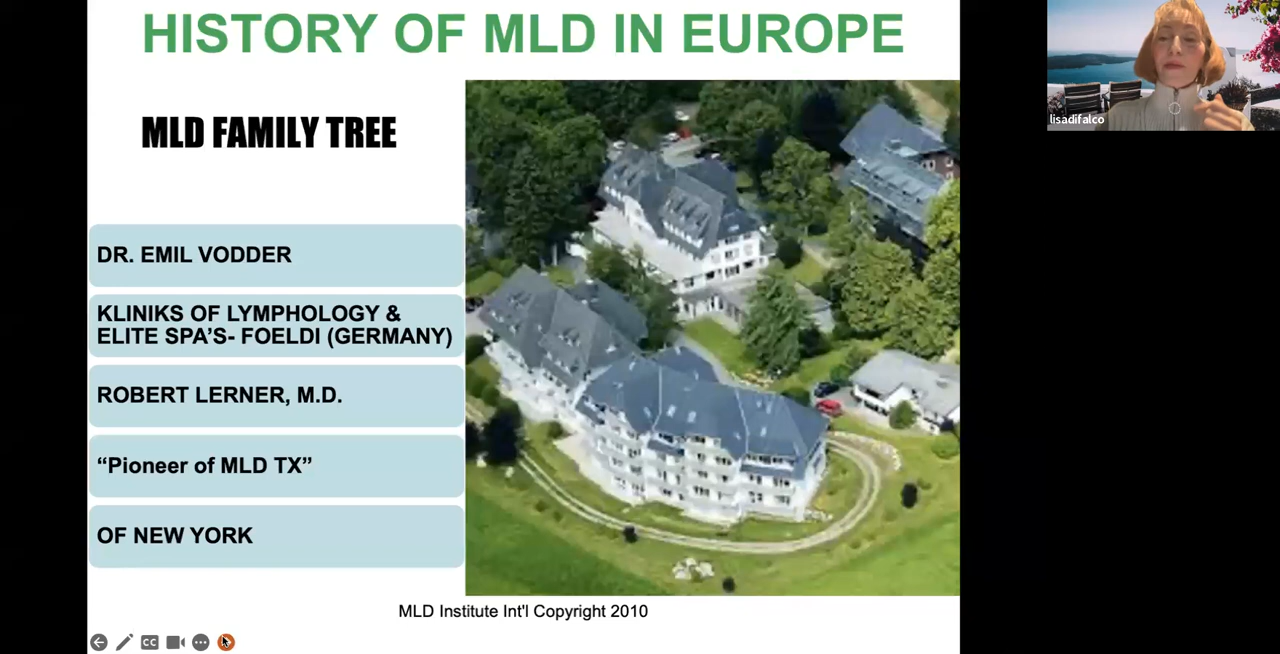 HISTORY OF MLD IN EUROPE
MLD FAMILY TREE
DR. EMIL VODDER
KLINIKS OF LYMPHOLOGY &
ELITE SPA'S- FOELDI (GERMANY)
ROBERT LERNER, M.D.
“Pioneer of MLD TX”
OF NEW YORK
MLD Institute Int'l Copyright 2010
CC
lisadifalco